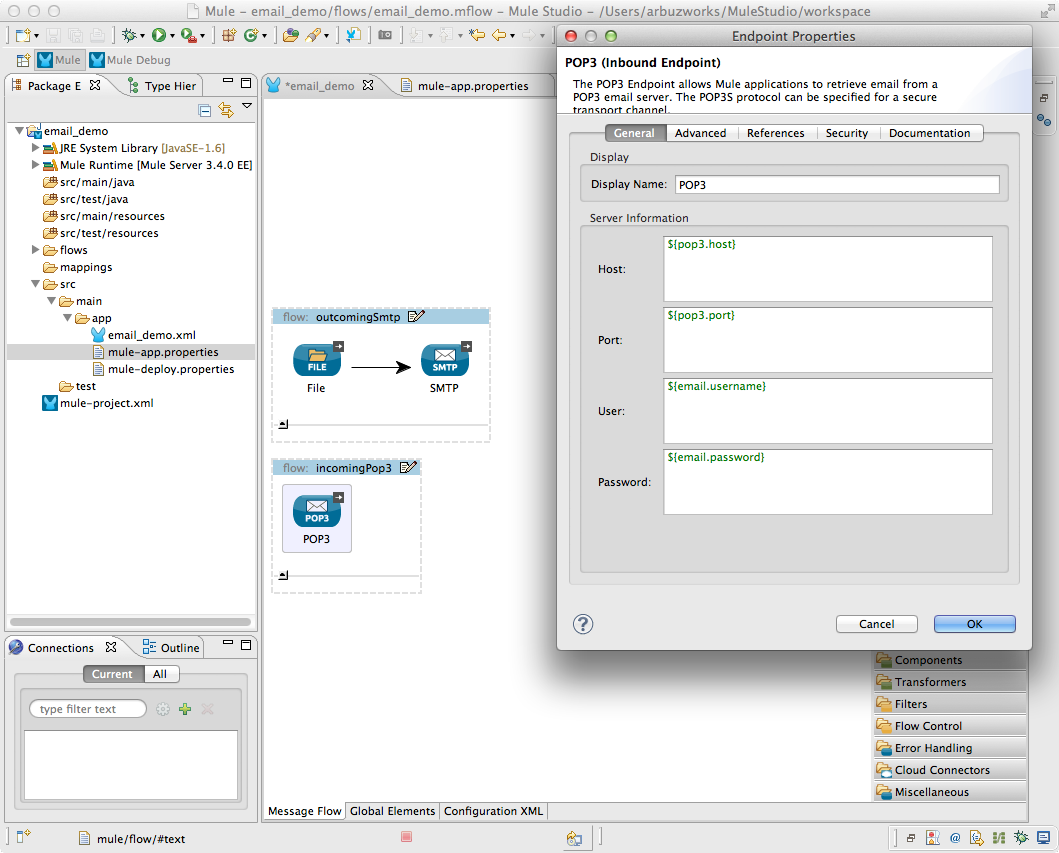 Mule - email_demo/flows/email_demo.mflow - Mule Studio - /Users/arbuzworks/MuleStudio/workspace
Mule
Mule Debug
Package E
Type Hier
email_demo
JRE System Library [JavaSE-1.6]
Mule Runtime [Mule Server 3.4.0 EE]
src/main/java
src/test/java
src/main/resources
src/test/resources
flows
mappings
src
main
app
email_demo.xml
mule-app.properties
mule-deploy.properties
test
mule-project.xml
Connections
Outline
Current
All
type filter text
*email_demo
mule-app.properties
flow: outcomingSmtp
FILE
SMTP
File
SMTP
flow: incomingPop3
POP3
POP3
Message Flow
Global Elements
Configuration XML
Endpoint Properties
POP3 (Inbound Endpoint)
The POP3 Endpoint allows Mule applications to retrieve email from a
POP3 email server. The POP3S protocol can be specified for a secure
transport channel.
General
Advanced
References
Security
Documentation
Display
Display Name:
POP3
Server Information
Host:
${pop3.host}
Port:
${pop3.port}
User:
${email.username}
Password:
${email.password}
?
Cancel
OK
Components
Transformers
Filters
Flow Control
Error Handling
Cloud Connectors
Miscellaneous
mule/flow/#text